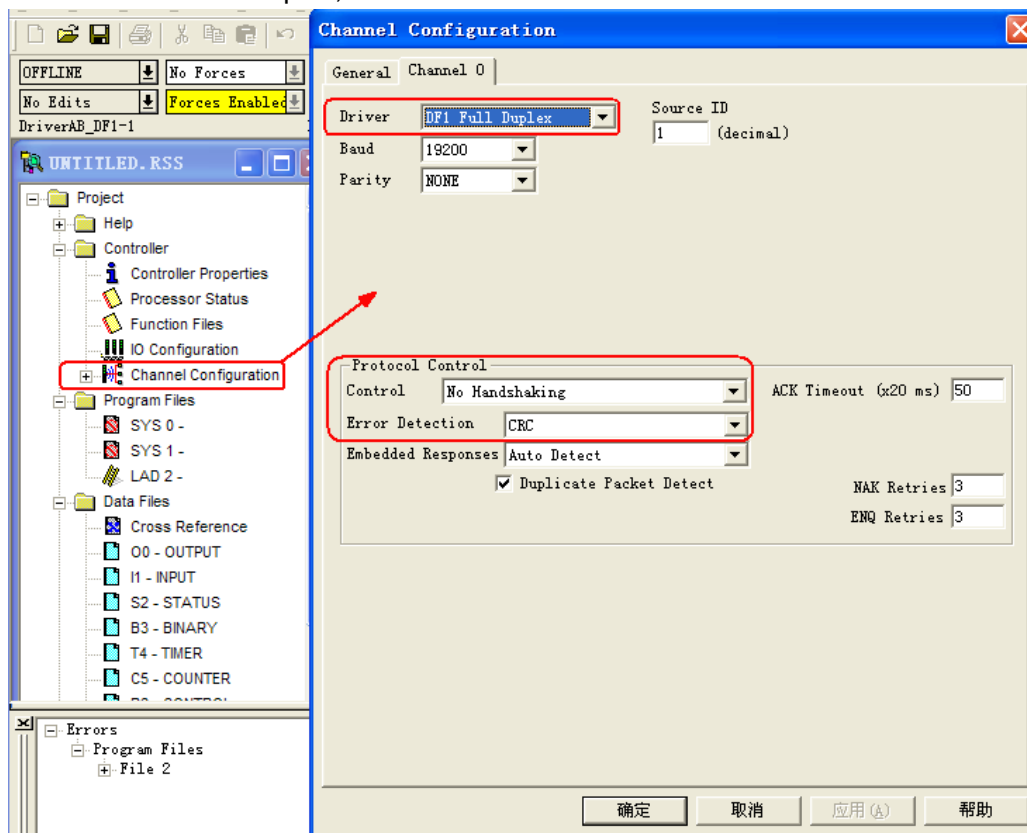 Channel Configuration
OFFLINE No Forces
No Edits Forces Enabled
DriverAB_DF1-1
UNTITLED.RSS
Project
Help
Controller
Controller Properties
Processor Status
Function Files
IO Configuration
Channel Configuration
Program Files
SYS 0 -
SYS 1 -
LAD 2 -
Data Files
Cross Reference
O0 - OUTPUT
I1 - INPUT
S2 - STATUS
B3 - BINARY
T4 - TIMER
C5 - COUNTER
Errors
Program Files
File 2
General Channel 0
Driver DF1 Full Duplex Source ID
1 (decimal)
Baud 19200
Parity NONE
Protocol Control
Control No Handshaking ACK Timeout (x20 ms) 50
Error Detection CRC
Embedded Responses Auto Detect
Duplicate Packet Detect NAK Retries 3
ENQ Retries 3
确定 取消 应用(A) 帮助